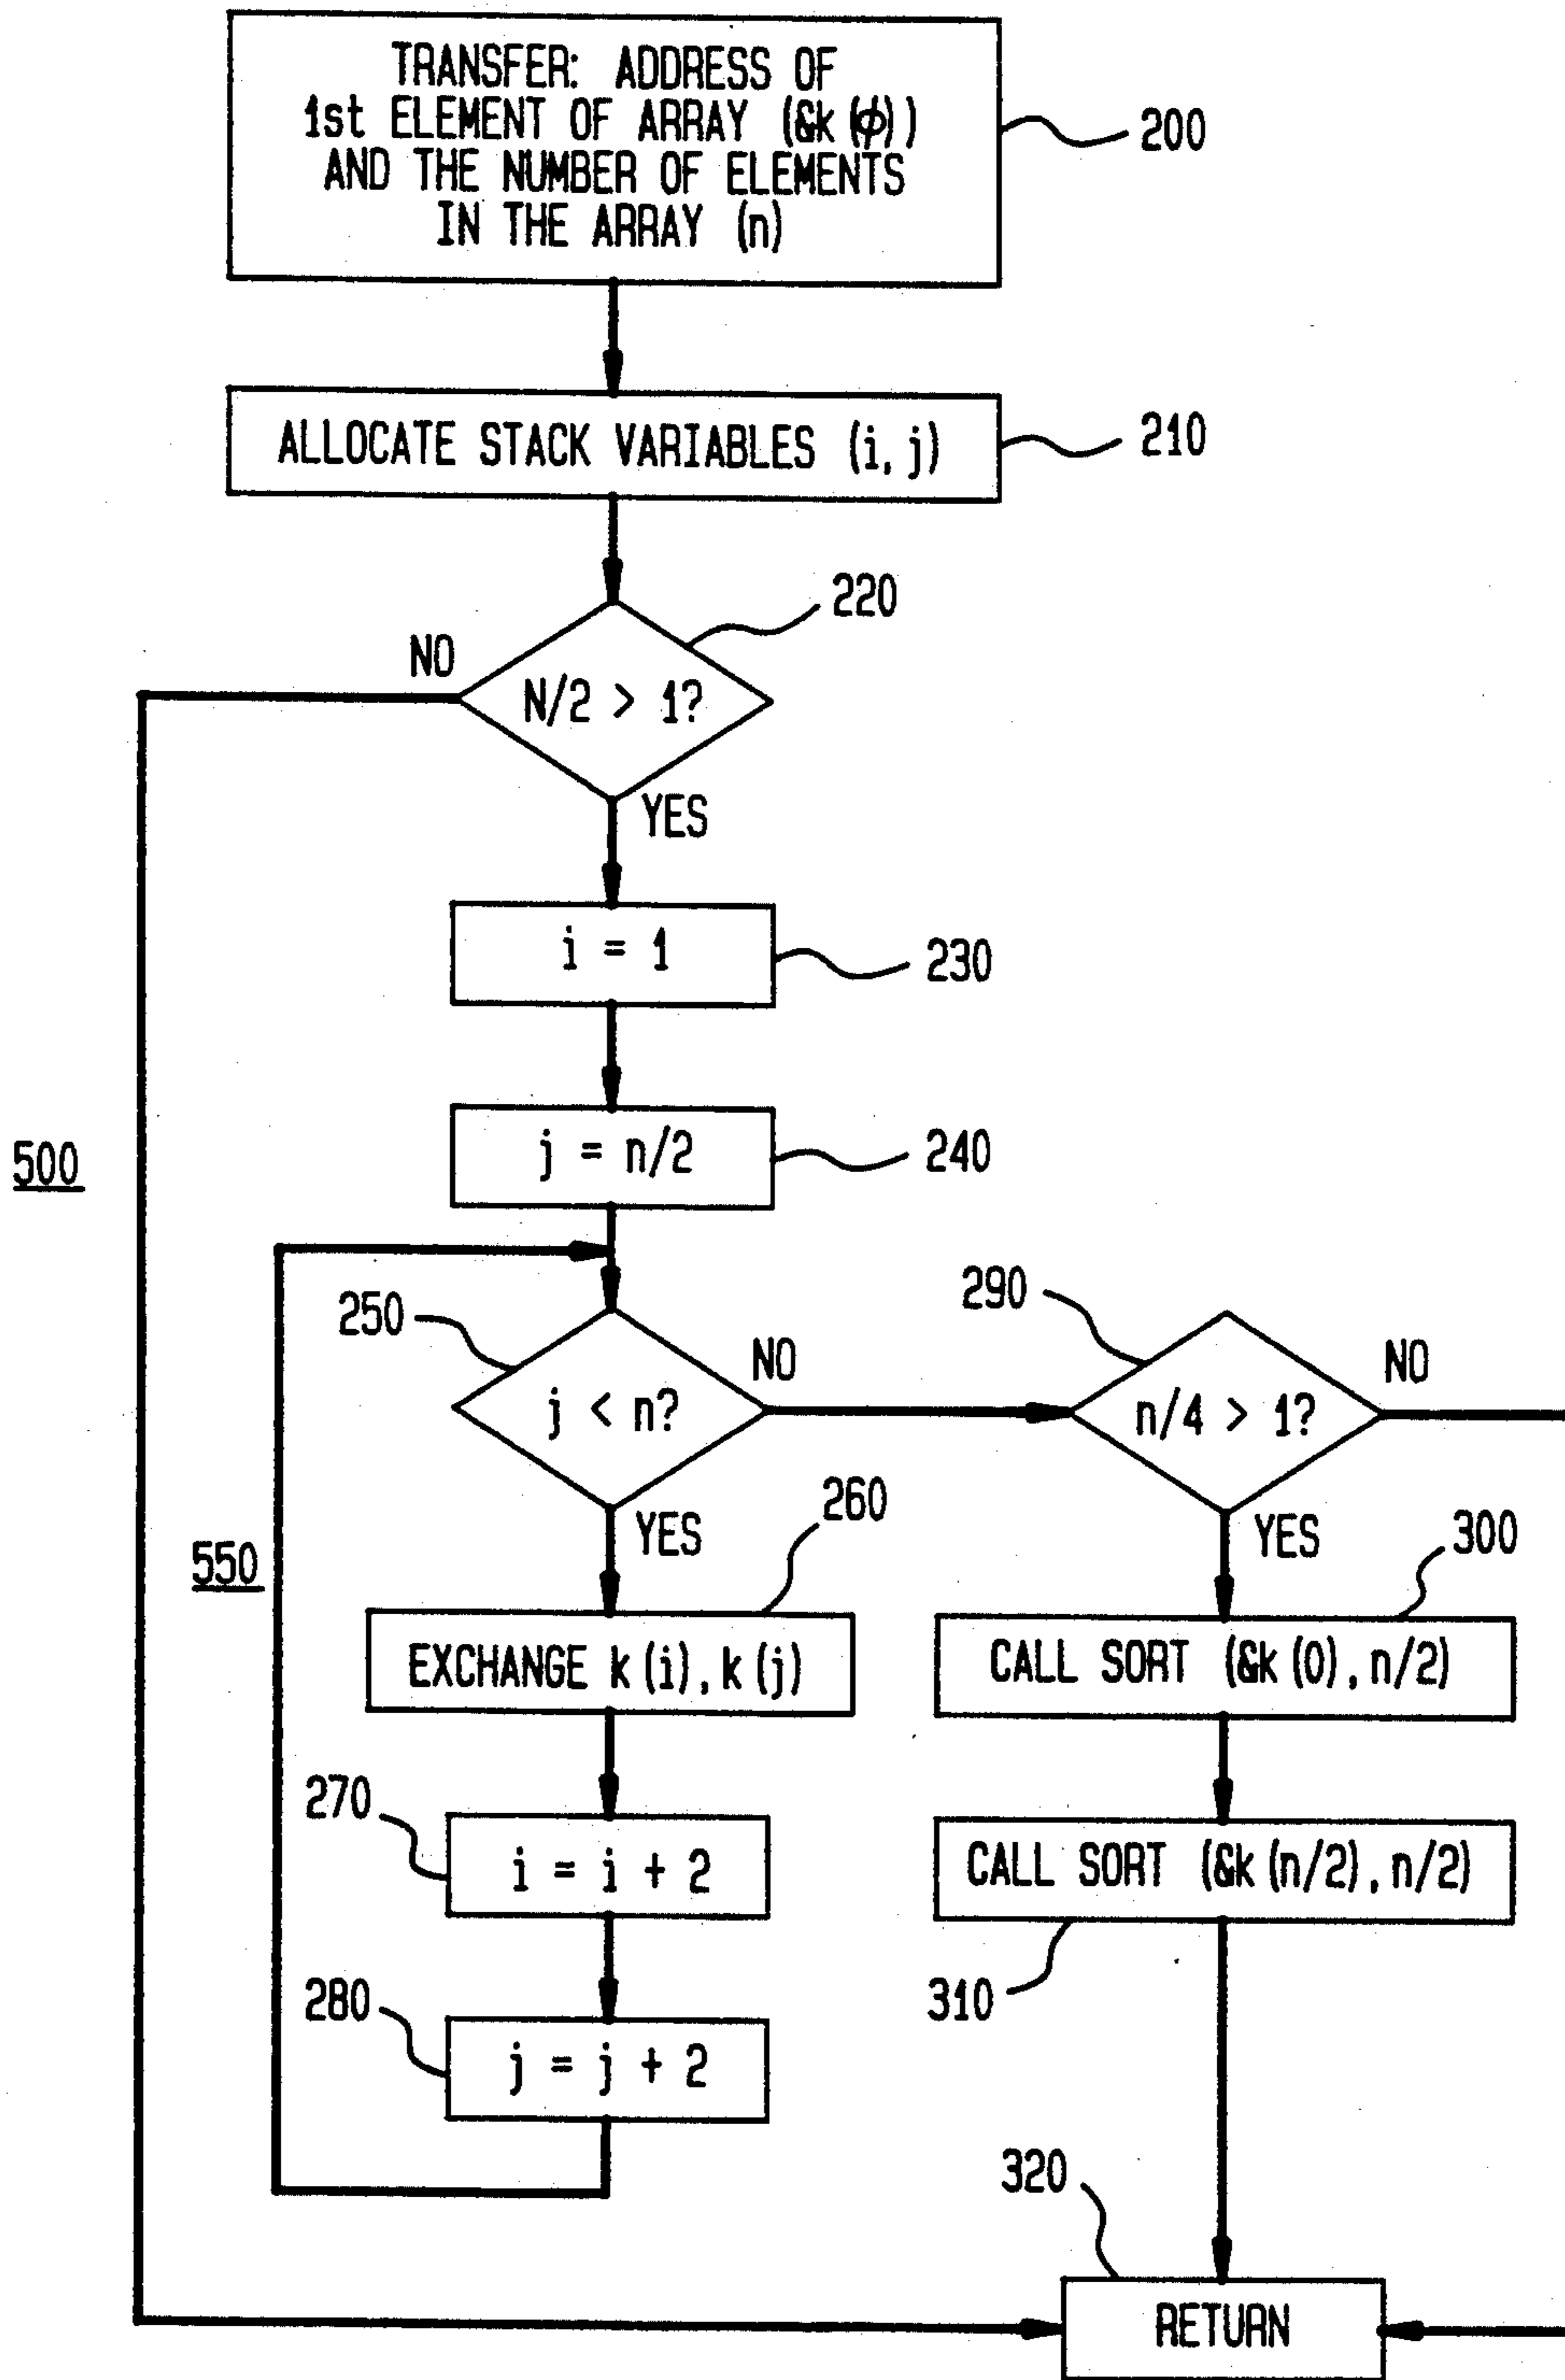 TRANSFER: ADDRESS OF
1st ELEMENT OF ARRAY (&k(ϕ))
AND THE NUMBER OF ELEMENTS
IN THE ARRAY (n)
200
ALLOCATE STACK VARIABLES (i, j)
210
220
NO
N/2 > 1?
YES
i = 1
230
500
j = n/2
240
250
j < n?
NO
290
n/4 > 1?
NO
YES
260
YES
300
550
EXCHANGE k(i), k(j)
CALL SORT (&k(0), n/2)
270
i = i + 2
CALL SORT (&k(n/2), n/2)
310
280
j = j + 2
320
RETURN